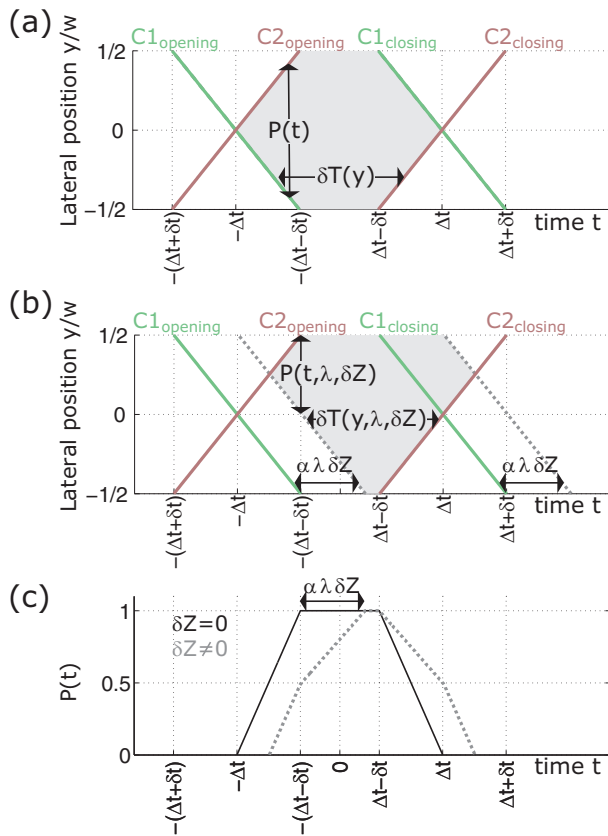 (a)
C1opening C2opening C1closing C2closing
Lateral position y/w
1/2
0
−1/2
P(t)
δT(y)
−(Δt+δt) −Δt −(Δt−δt) Δt−δt Δt Δt+δt time t
(b)
C1opening C2opening C1closing C2closing
Lateral position y/w
1/2
0
−1/2
P(t,λ,δZ)
δT(y,λ,δZ)
αλδZ αλδZ
−(Δt+δt) −Δt −(Δt−δt) Δt−δt Δt Δt+δt time t
(c)
αλδZ
P(t)
1
0.5
0
δZ=0
δZ≠0
−(Δt+δt) −Δt −(Δt−δt) 0 Δt−δt Δt Δt+δt time t